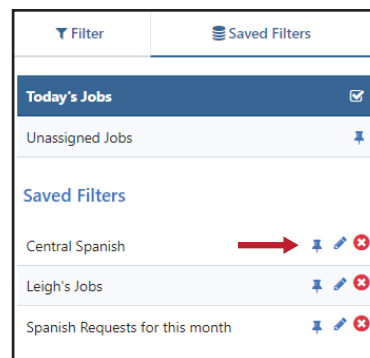 Filter
Saved Filters
Today's Jobs
Unassigned Jobs
Saved Filters
Central Spanish
Leigh's Jobs
Spanish Requests for this month